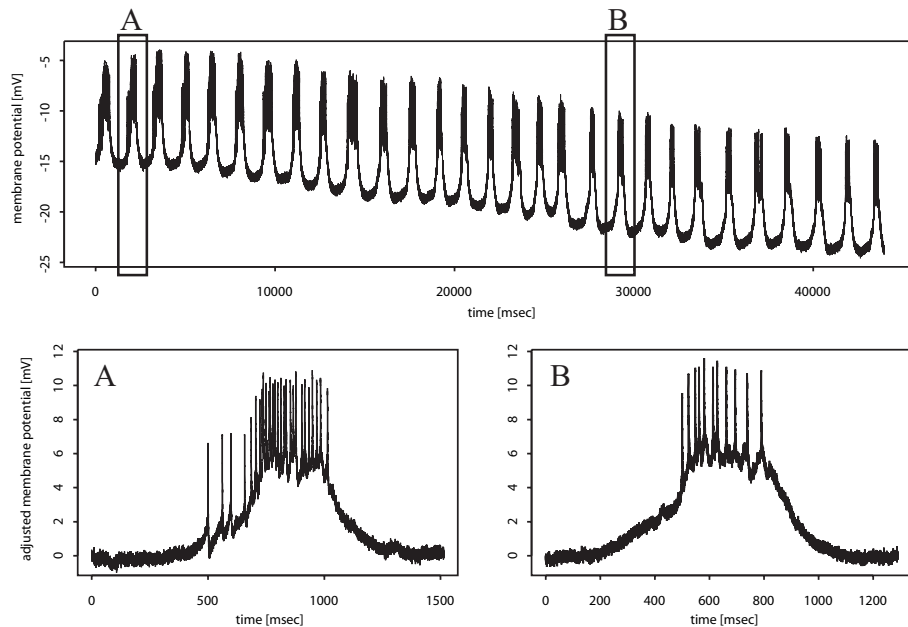 A B
membrane potential [mV]
-5
-10
-15
-20
-25
0 10000 20000 30000 40000
time [msec]
adjusted membrane potential [mV]
12
10
8
6
4
2
0
A
0 500 1000 1500
time [msec]
12
10
8
6
4
2
0
B
0 200 400 600 800 1000 1200
time [msec]